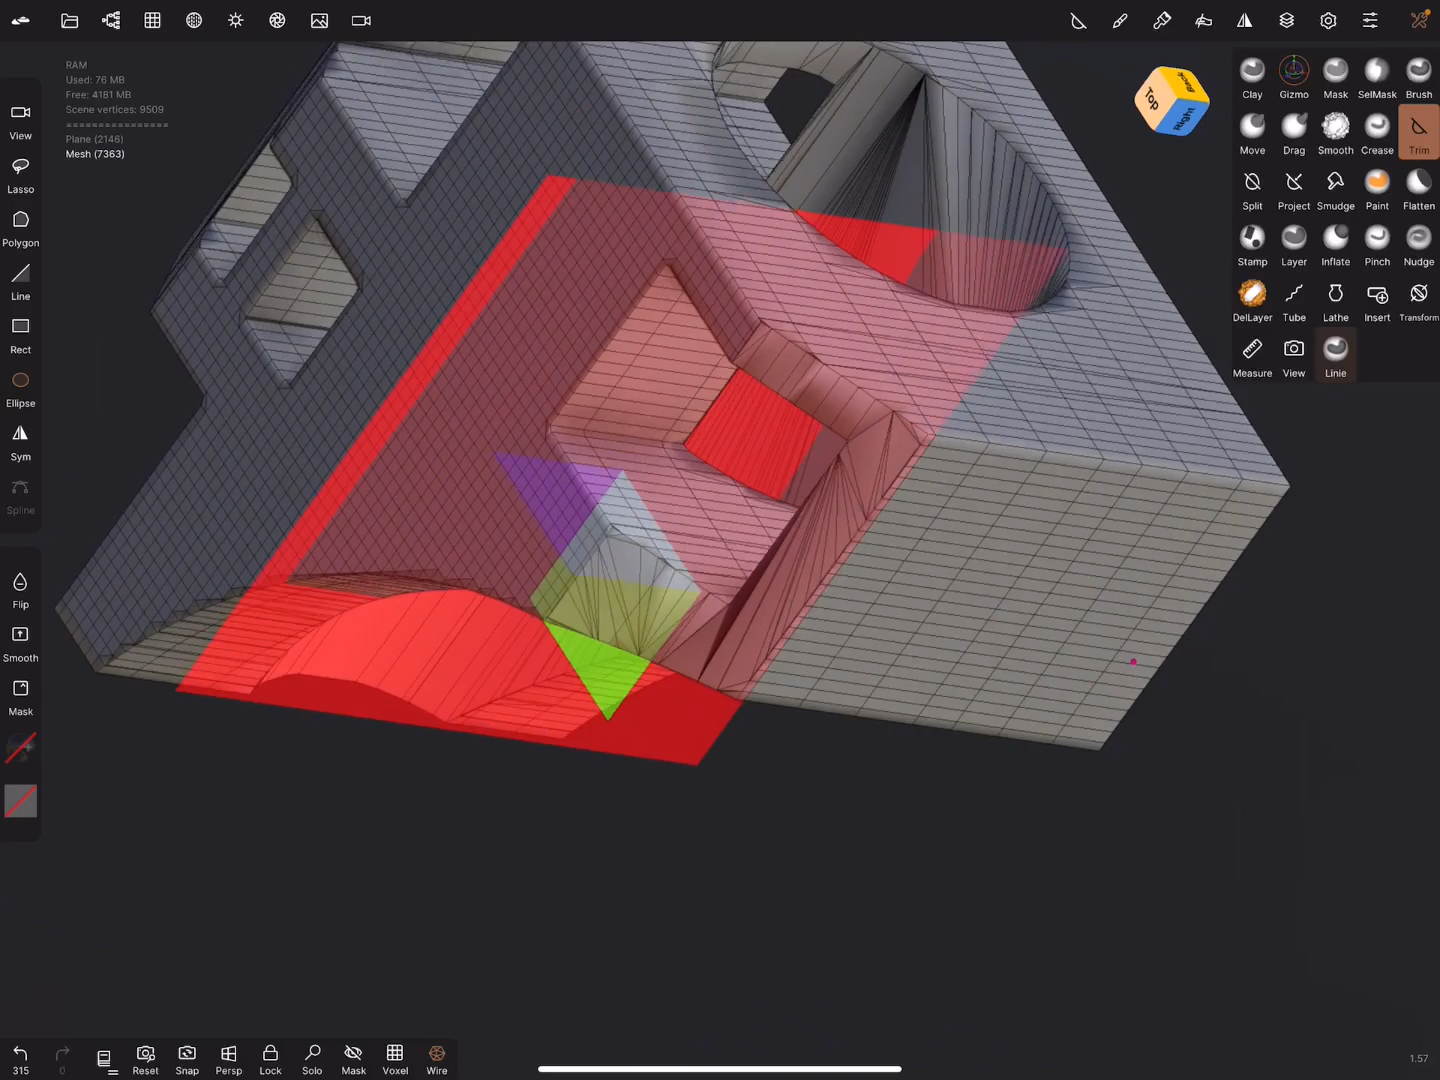 RAM
Used: 76 MB
Free: 4181 MB
Scene vertices: 9509
================
Plane (2146)
Mesh (7363)
View
Lasso
Polygon
Line
Rect
Ellipse
Sym
Spline
Flip
Smooth
Mask
Top
Back
Right
Clay Gizmo Mask SelMask Brush
Move Drag Smooth Crease Trim
Split Project Smudge Paint Flatten
Stamp Layer Inflate Pinch Nudge
DelLayer Tube Lathe Insert Transform
Measure View Linie
315 0 Reset Snap Persp Lock Solo Mask Voxel Wire
1.57